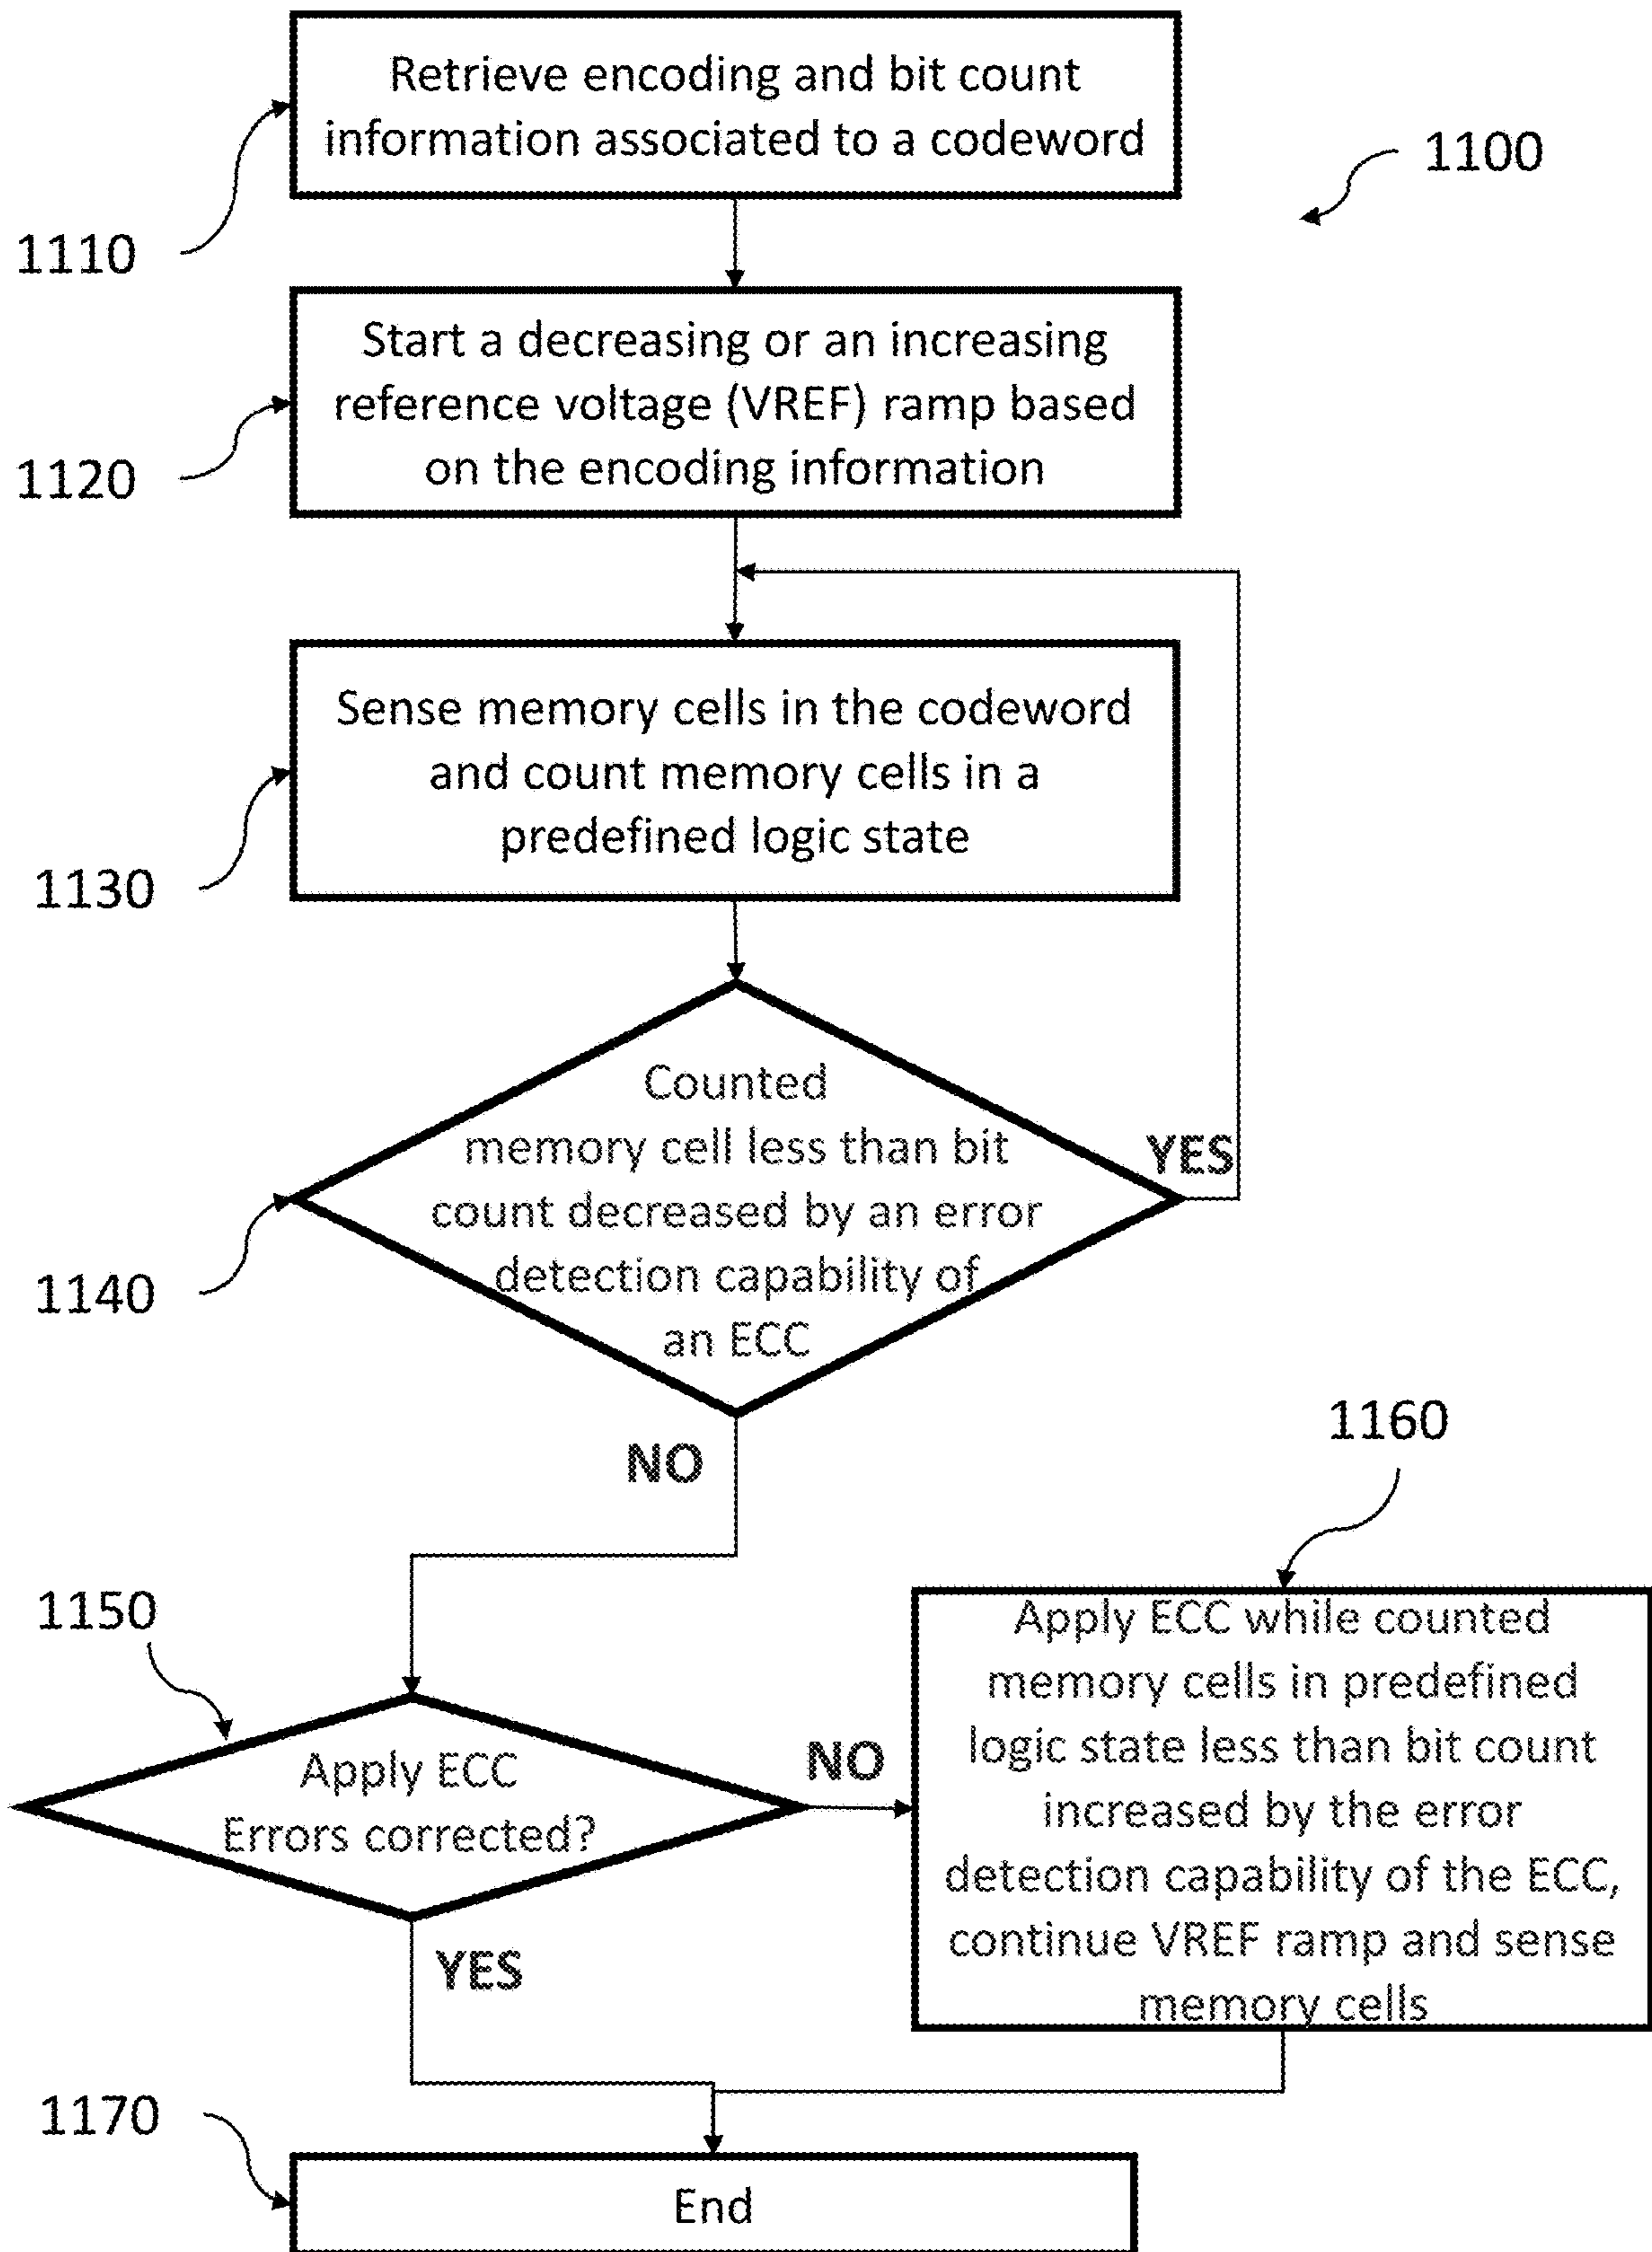 Retrieve encoding and bit count
information associated to a codeword
1100
1110
Start a decreasing or an increasing
reference voltage (VREF) ramp based
on the encoding information
1120
Sense memory cells in the codeword
and count memory cells in a
predefined logic state
1130
Counted
memory cell less than bit
count decreased by an error
detection capability of
an ECC
YES
1140
NO
1160
1150
Apply ECC
Errors corrected?
NO
Apply ECC while counted
memory cells in predefined
logic state less than bit count
increased by the error
detection capability of the ECC,
continue VREF ramp and sense
memory cells
YES
1170
End